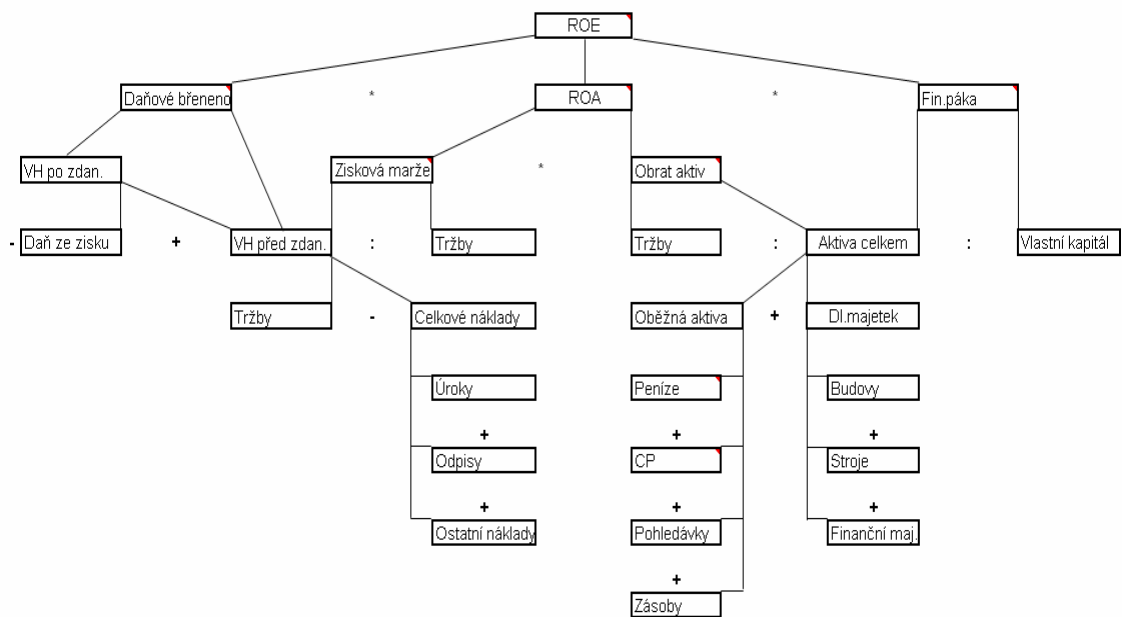 ROE
Daňové břeneno * ROA * Fin.páka
VH po zdan. Zisková marže * Obrat aktiv
- Daň ze zisku + VH před zdan. : Tržby Tržby : Aktiva celkem : Vlastní kapitál
Tržby - Celkové náklady Oběžná aktiva + Dl.majetek
Úroky Peníze Budovy
+ + +
Odpisy CP Stroje
+ + +
Ostatní náklady Pohledávky Finanční maj.
+
Zásoby